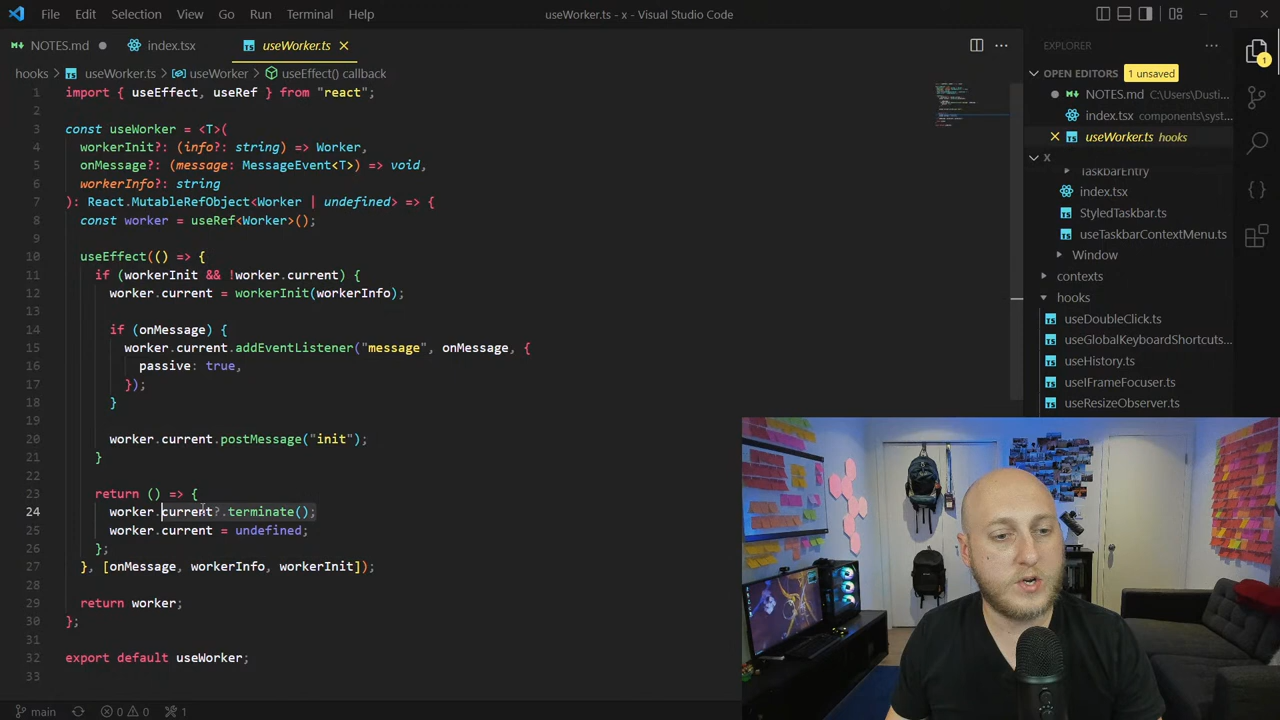 File Edit Selection View Go Run Terminal Help
useWorker.ts - x - Visual Studio Code
NOTES.md
index.tsx
useWorker.ts
hooks > useWorker.ts > useWorker > useEffect() callback
1 import { useEffect, useRef } from "react";
2
3 const useWorker = <T>(
4 workerInit?: (info?: string) => Worker,
5 onMessage?: (message: MessageEvent<T>) => void,
6 workerInfo?: string
7 ): React.MutableRefObject<Worker | undefined> => {
8 const worker = useRef<Worker>();
9
10 useEffect(() => {
11 if (workerInit && !worker.current) {
12 worker.current = workerInit(workerInfo);
13
14 if (onMessage) {
15 worker.current.addEventListener("message", onMessage, {
16 passive: true,
17 });
18 }
19
20 worker.current.postMessage("init");
21 }
22
23 return () => {
24 worker.current?.terminate();
25 worker.current = undefined;
26 };
27 }, [onMessage, workerInfo, workerInit]);
28
29 return worker;
30 };
31
32 export default useWorker;
33
EXPLORER
OPEN EDITORS 1 unsaved
NOTES.md C:\Users\Dusti...
index.tsx components\syst...
useWorker.ts hooks
X
TaskbarEntry
index.tsx
StyledTaskbar.ts
useTaskbarContextMenu.ts
Window
contexts
hooks
useDoubleClick.ts
useGlobalKeyboardShortcuts...
useHistory.ts
useIFrameFocuser.ts
useResizeObserver.ts
1
main 0 0 1